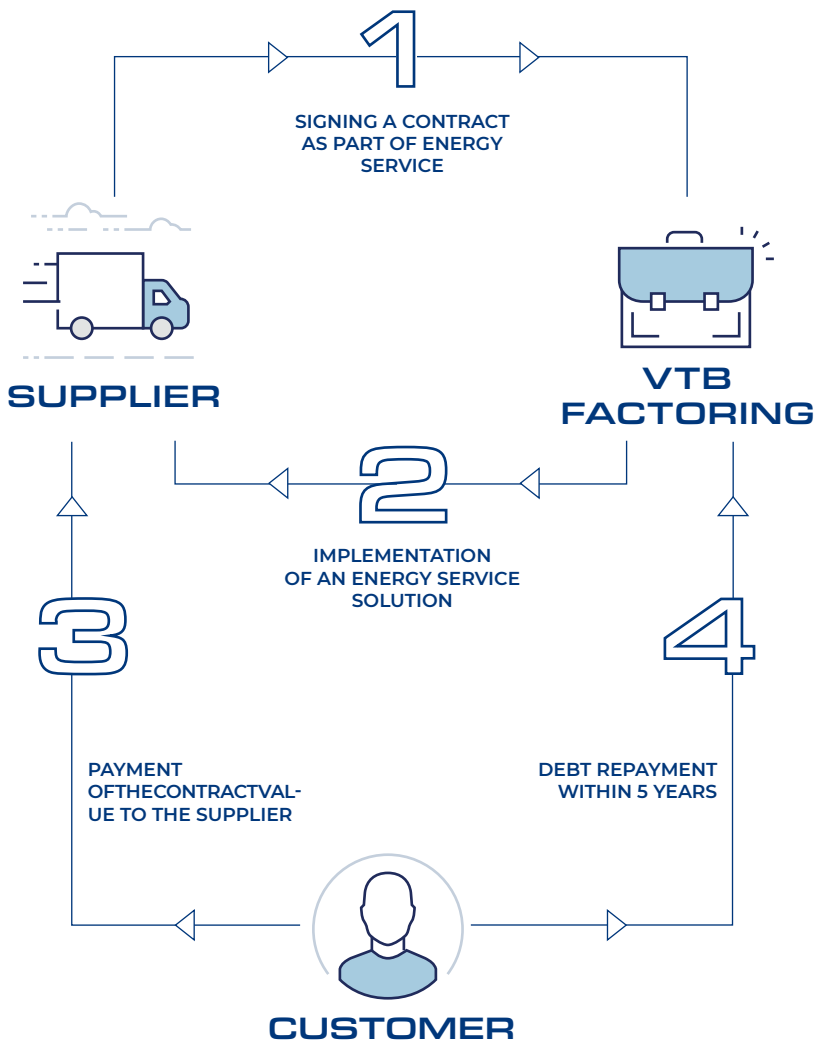 1
SIGNING A CONTRACT
AS PART OF ENERGY
SERVICE
SUPPLIER
VTB
FACTORING
2
IMPLEMENTATION
OF AN ENERGY SERVICE
SOLUTION
3
4
PAYMENT
OFTHECONTRACTVAL-
UE TO THE SUPPLIER
DEBT REPAYMENT
WITHIN 5 YEARS
CUSTOMER